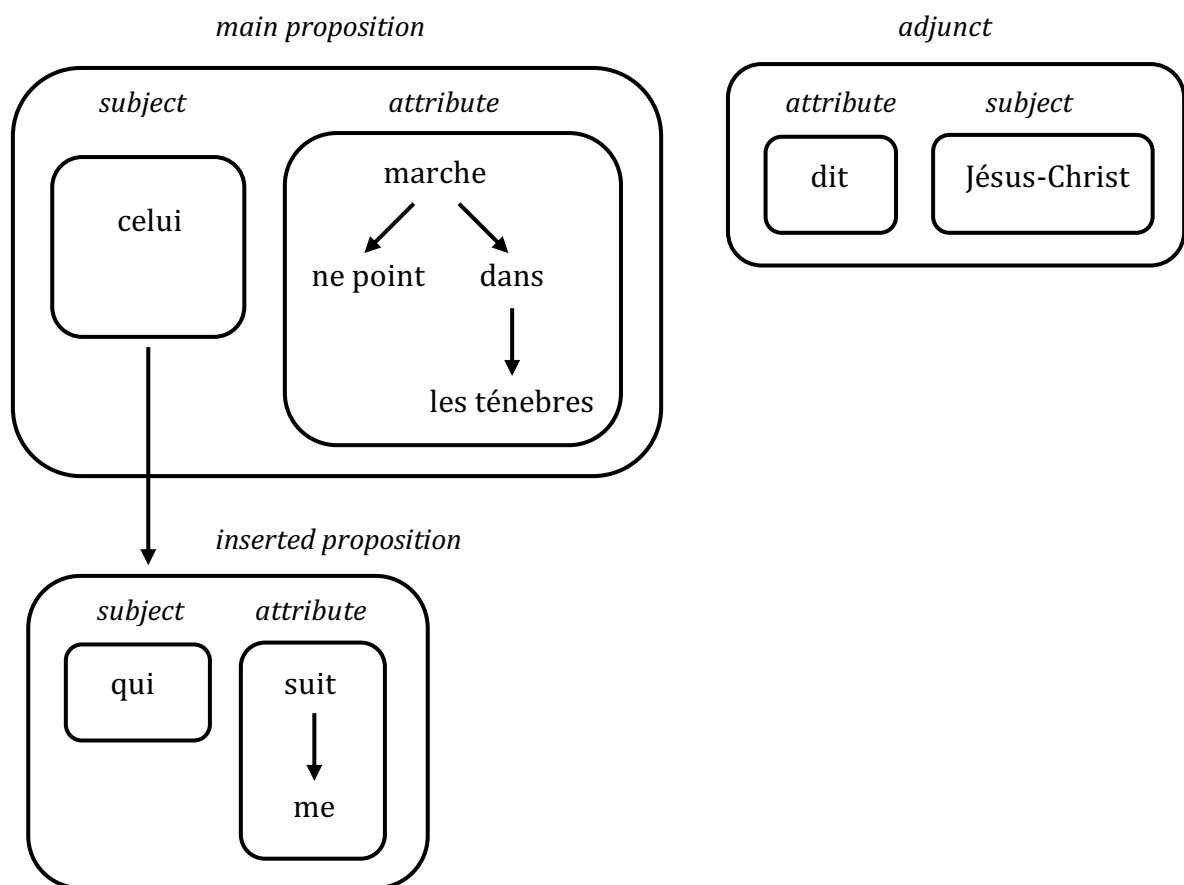 main proposition
adjunct
subject attribute
attribute subject
marche
dit Jésus-Christ
celui
ne point dans
les ténebres
inserted proposition
subject attribute
qui suit
me